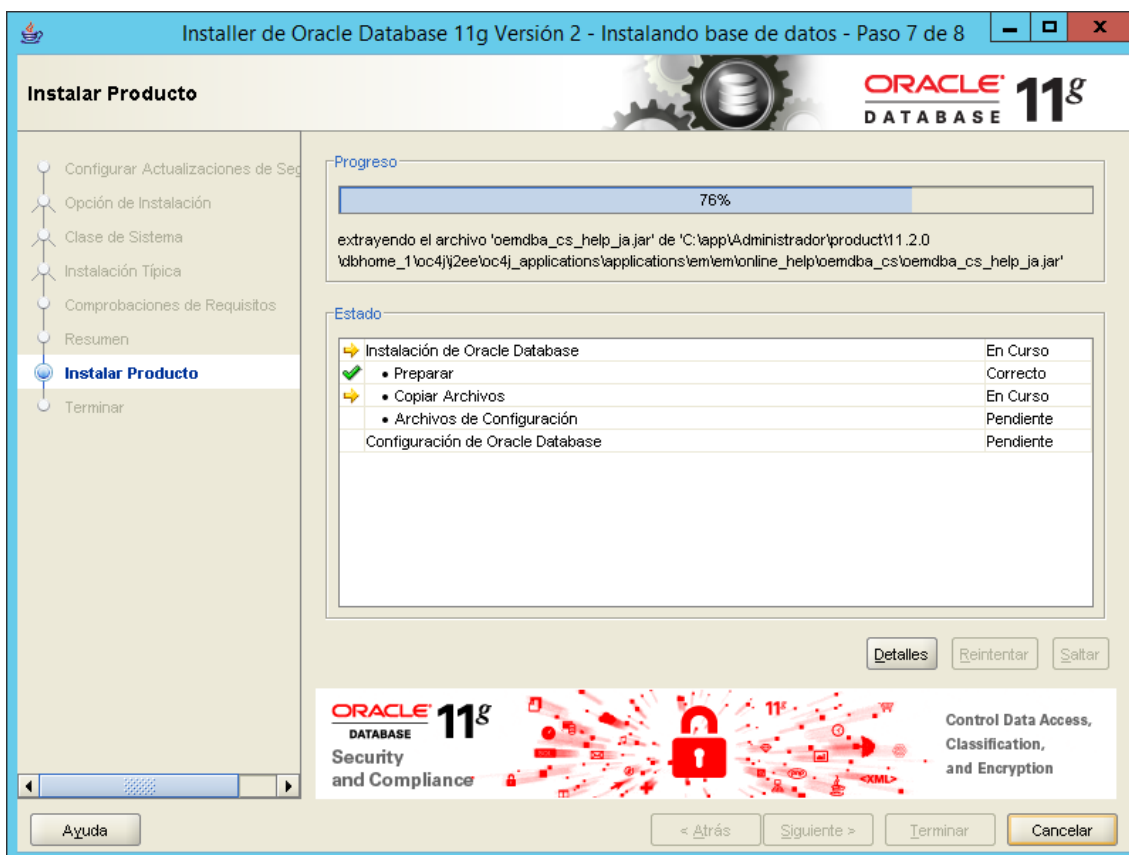 Installer de Oracle Database 11g Versión 2 - Instalando base de datos - Paso 7 de 8
Instalar Producto
ORACLE
DATABASE 11g
Configurar Actualizaciones de Seg
Opción de Instalación
Clase de Sistema
Instalación Típica
Comprobaciones de Requisitos
Resumen
Instalar Producto
Terminar
Progreso
76%
extrayendo el archivo 'oemdba_cs_help_ja.jar' de 'C:\app\Administrador\product\11.2.0
\dbhome_1\oc4j\j2ee\oc4j_applications\applications\em\em\online_help\oemdba_cs\oemdba_cs_help_ja.jar'
Estado
Instalación de Oracle Database En Curso
• Preparar Correcto
• Copiar Archivos En Curso
• Archivos de Configuración Pendiente
Configuración de Oracle Database Pendiente
Detalles Reintentar Saltar
ORACLE
DATABASE 11g
Security
and Compliance
11g
<XML>
Control Data Access,
Classification,
and Encryption
Ayuda < Atrás Siguiente > Terminar Cancelar